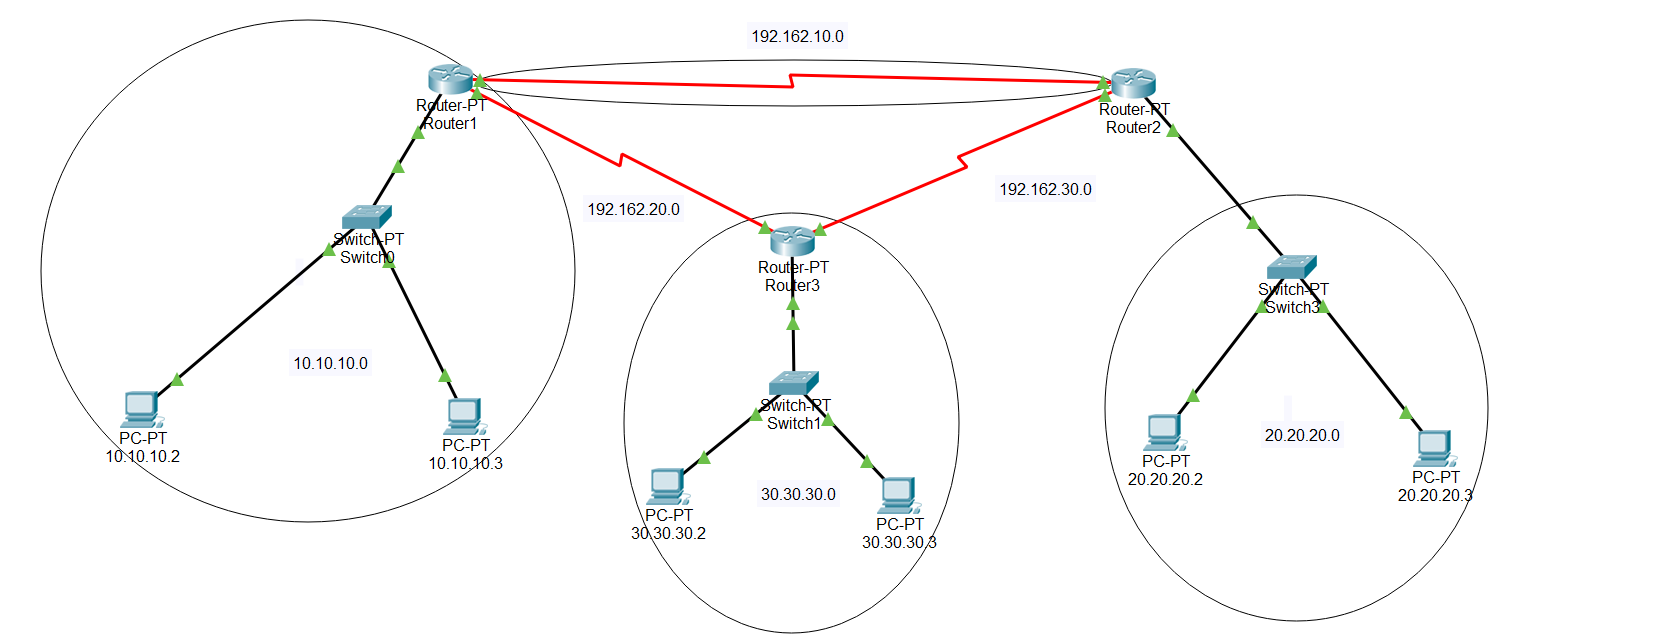 192.162.10.0
Router-PT
Router1
Router-PT
Router2
192.162.30.0
192.162.20.0
Switch-PT
Switch0
Router-PT
Router3
Switch-PT
Switch3
10.10.10.0
Switch-PT
Switch1
PC-PT
10.10.10.2
PC-PT
10.10.10.3
20.20.20.0
PC-PT
20.20.20.2
PC-PT
20.20.20.3
30.30.30.0
PC-PT
30.30.30.2
PC-PT
30.30.30.3